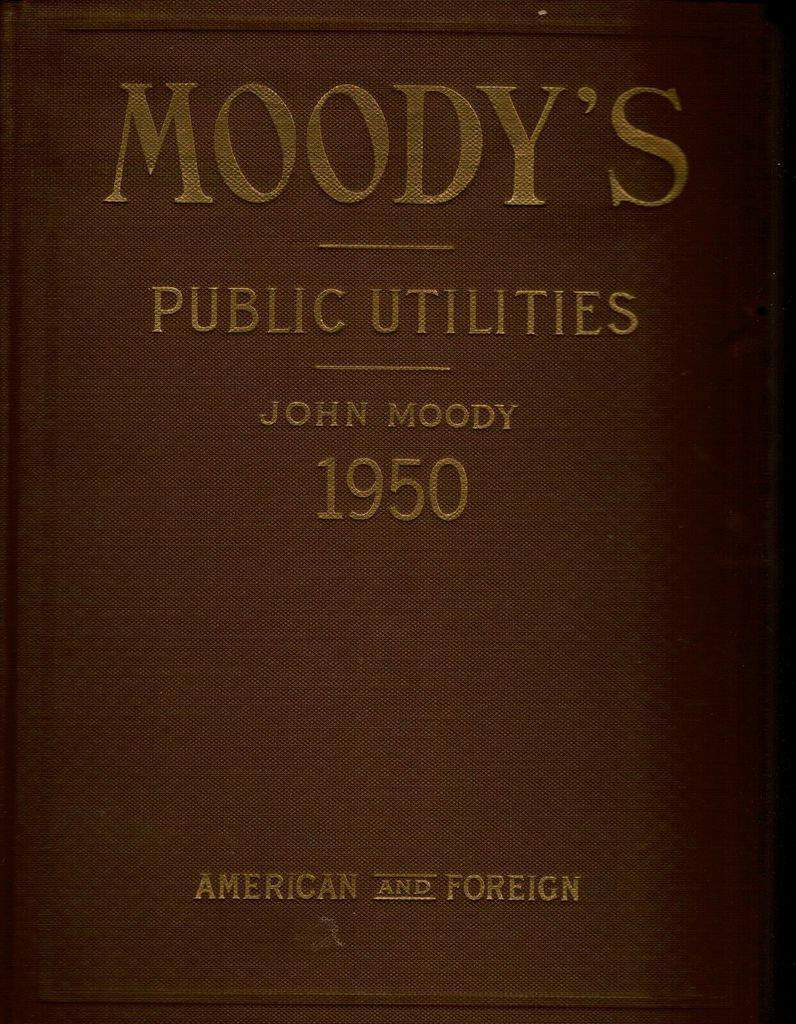 MOODY'S
PUBLIC UTILITIES
JOHN MOODY
1950
AMERICAN AND FOREIGN